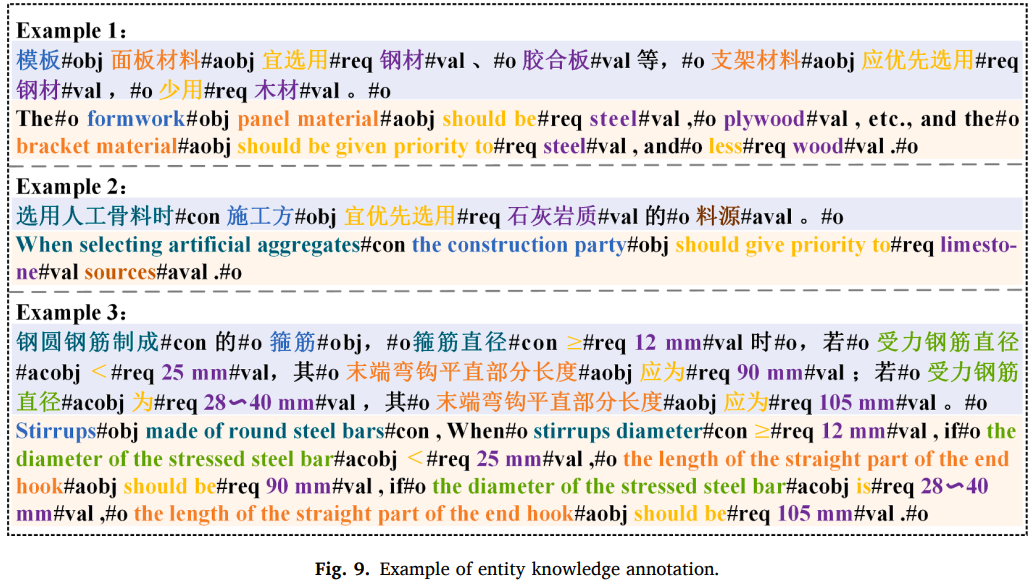 Example 1：
模板#obj 面板材料#aobj 宜选用#req 钢材#val 、#o 胶合板#val 等，#o 支架材料#aobj 应优先选用#req
钢材#val ，#o 少用#req 木材#val 。#o
The#o formwork#obj panel material#aobj should be#req steel#val ,#o plywood#val , etc., and the#o
bracket material#aobj should be given priority to#req steel#val , and#o less#req wood#val .#o
Example 2：
选用人工骨料时#con 施工方#obj 宜优先选用#req 石灰岩质#val 的#o 料源#aval 。#o
When selecting artificial aggregates#con the construction party#obj should give priority to#req limesto-
ne#val sources#aval .#o
Example 3：
钢圆钢筋制成#con 的#o 箍筋#obj，#o箍筋直径#con ≥#req 12 mm#val 时#o，若#o 受力钢筋直径
#acobj ＜#req 25 mm#val，其#o 末端弯钩平直部分长度#aobj 应为#req 90 mm#val ；若#o 受力钢筋
直径#acobj 为#req 28〜40 mm#val ，其#o 末端弯钩平直部分长度#aobj 应为#req 105 mm#val 。#o
Stirrups#obj made of round steel bars#con , When#o stirrups diameter#con ≥#req 12 mm#val , if#o the
diameter of the stressed steel bar#acobj ＜#req 25 mm#val ,#o the length of the straight part of the end
hook#aobj should be#req 90 mm#val , if#o the diameter of the stressed steel bar#acobj is#req 28〜40
mm#val ,#o the length of the straight part of the end hook#aobj should be#req 105 mm#val .#o
Fig. 9. Example of entity knowledge annotation.